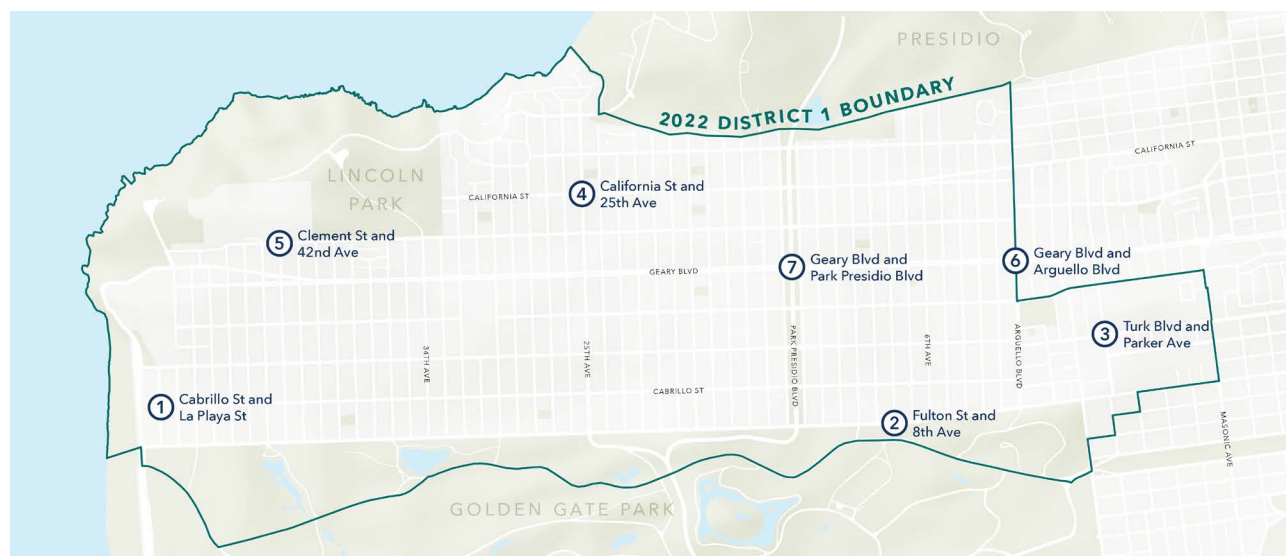 PRESIDIO
2022 DISTRICT 1 BOUNDARY
CALIFORNIA ST
LINCOLN
PARK
CALIFORNIA ST
4
California St and
25th Ave
5
Clement St and
42nd Ave
7
Geary Blvd and
Park Presidio Blvd
6
Geary Blvd and
Arguello Blvd
GEARY BLVD
3
Turk Blvd and
Parker Ave
34TH AVE
25TH AVE
PARK PRESIDIO BLVD
6TH AVE
ARGUELLO BLVD
CABRILLO ST
1
Cabrillo St and
La Playa St
2
Fulton St and
8th Ave
MASONIC AVE
GOLDEN GATE PARK